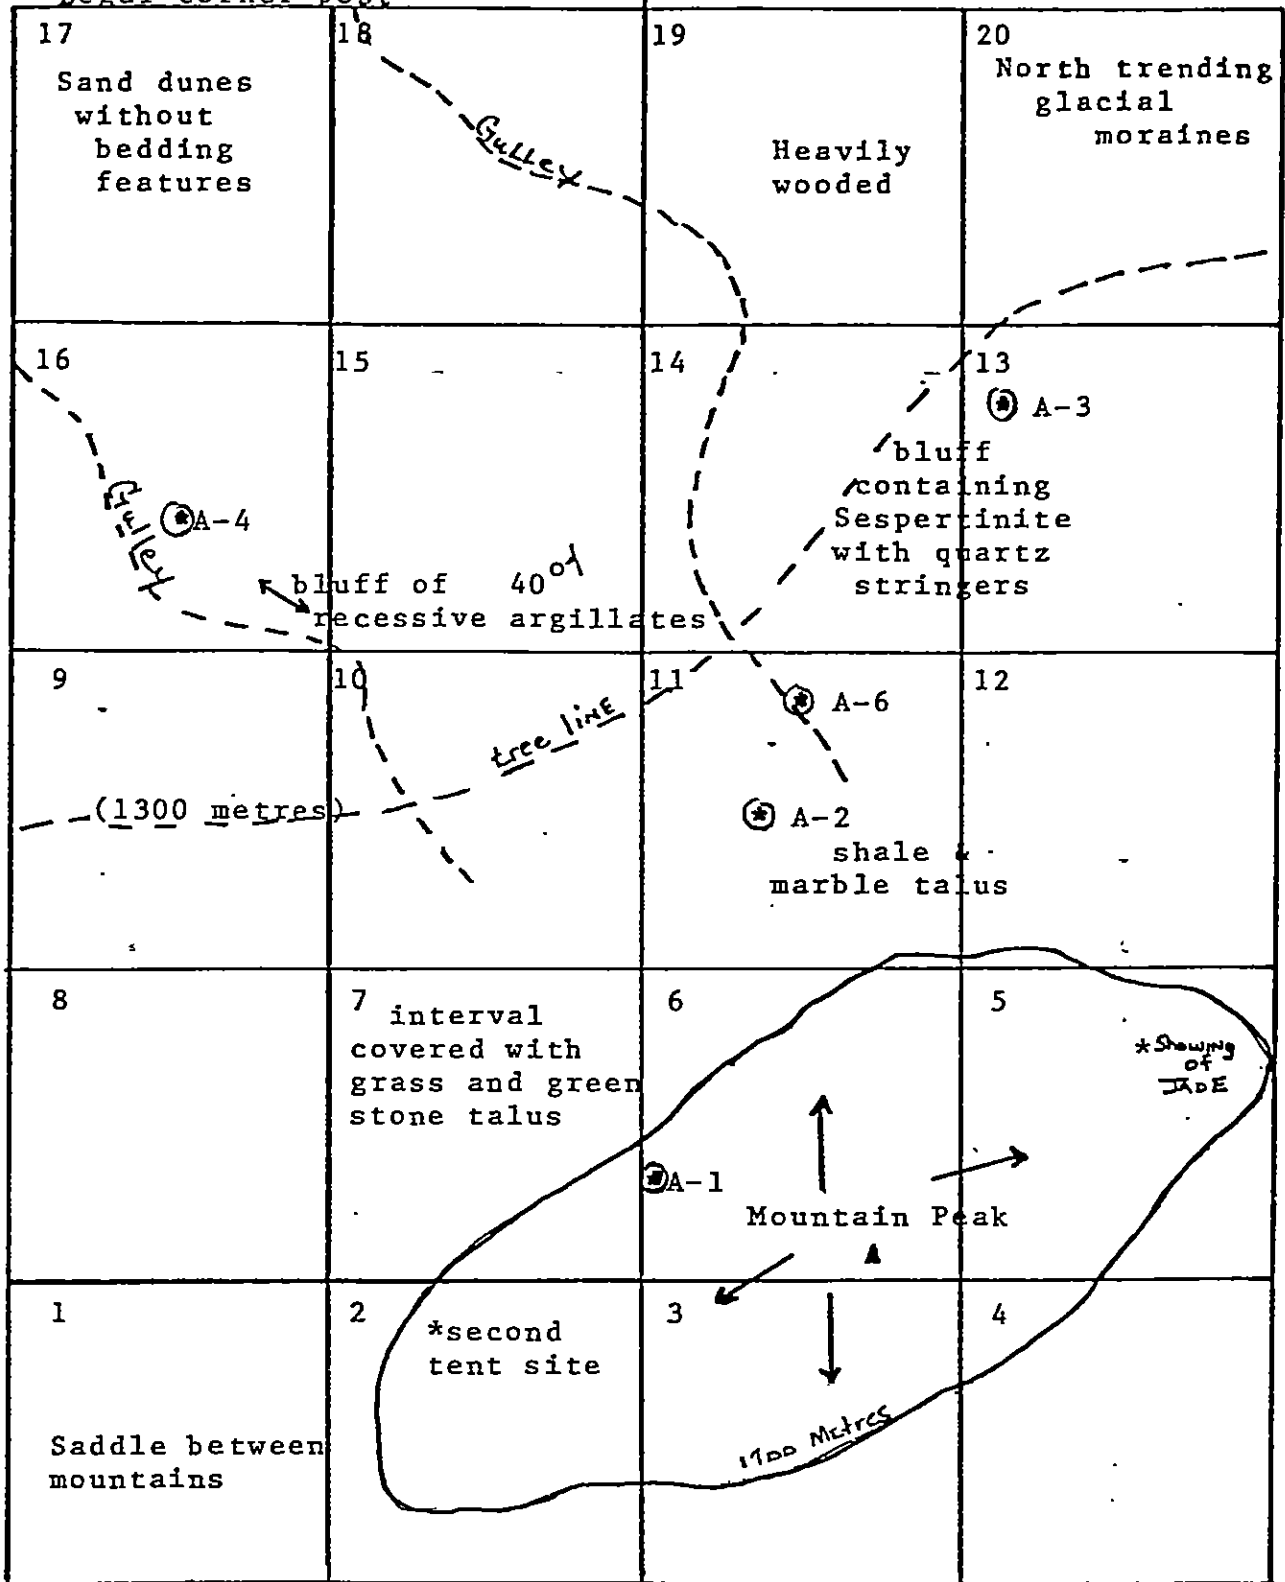 Legal corner post
17
18
19
20
Sand dunes
without
bedding
features
Gulley
Heavily
wooded
North trending
glacial
moraines
16
15
14
13
A-3
Gulley
A-4
bluff of 40°
recessive argillates
bluff
containing
Sespertinite
with quartz
stringers
9
10
11
12
A-6
tree line
(1300 metres)
A-2
shale &
marble talus
8
7
6
5
interval
covered with
grass and green
stone talus
*Showing
of
JADE
A-1
Mountain Peak
1
2
3
4
*second
tent site
Saddle between
mountains
1700 Metres